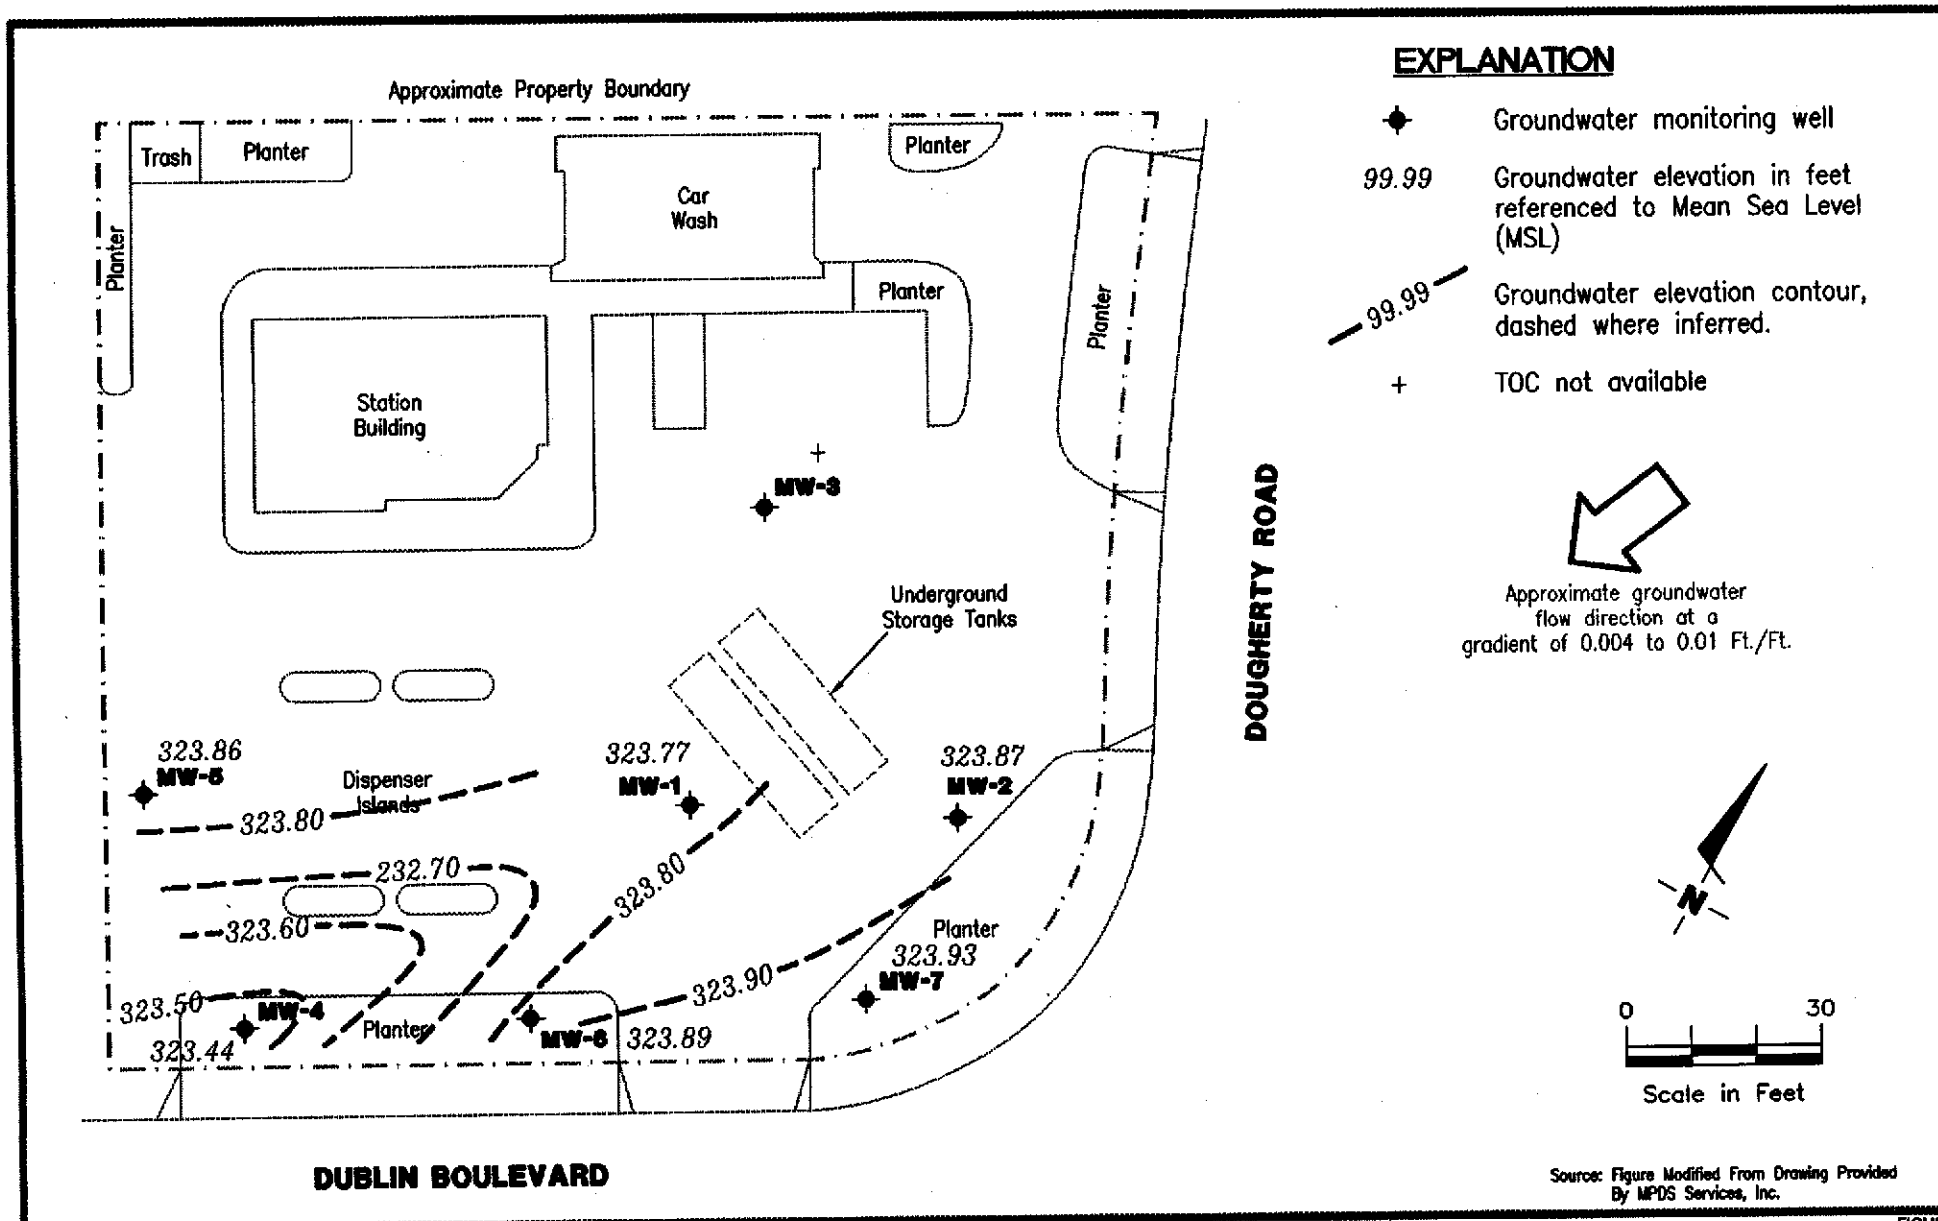 EXPLANATION
Approximate Property Boundary
Groundwater monitoring well
Trash
Planter
Planter
Car
Wash
99.99
Groundwater elevation in feet
referenced to Mean Sea Level
(MSL)
Planter
Planter
Planter
99.99
Groundwater elevation contour,
dashed where inferred.
+
TOC not available
Station
Building
+
MW-3
DOUGHERTY ROAD
Underground
Storage Tanks
Approximate groundwater
flow direction at a
gradient of 0.004 to 0.01 Ft./Ft.
323.86
MW-5
Dispenser
Islands
323.77
MW-1
323.87
MW-2
323.80
232.70
323.80
323.60
Planter
323.93
MW-7
N
323.90
323.50
MW-4
323.44
Planter
MW-6
323.89
0 30
Scale in Feet
DUBLIN BOULEVARD
Source: Figure Modified From Drawing Provided
By MPDS Services, Inc.